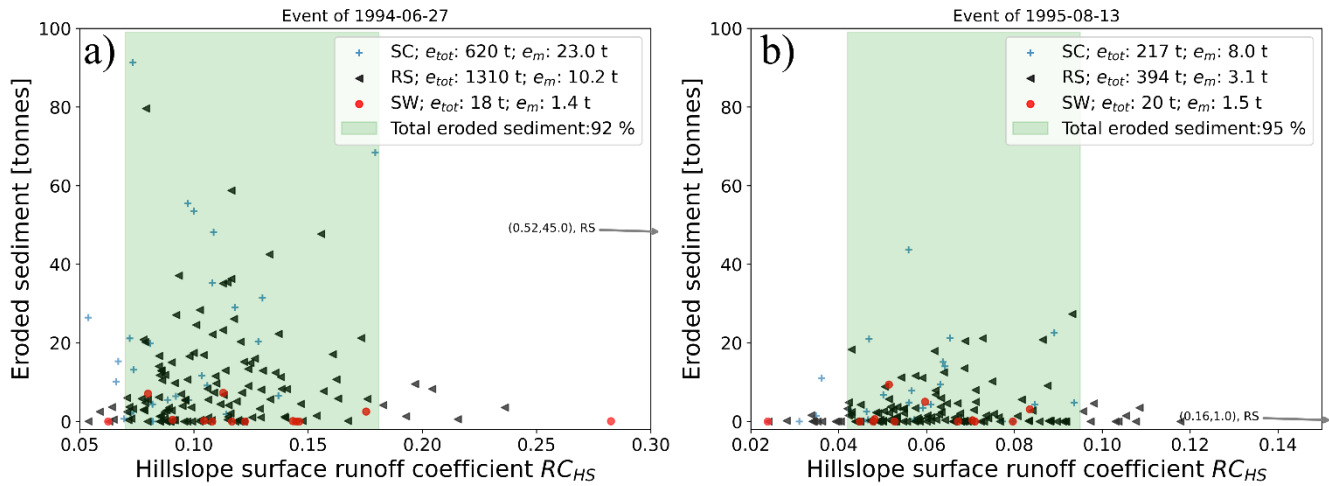 Event of 1994-06-27
a)
SC; e_tot: 620 t; e_m: 23.0 t
RS; e_tot: 1310 t; e_m: 10.2 t
SW; e_tot: 18 t; e_m: 1.4 t
Total eroded sediment:92 %
(0.52,45.0), RS
Eroded sediment [tonnes]
100
80
60
40
20
0
0.05
0.10
0.15
0.20
0.25
0.30
Hillslope surface runoff coefficient RC_HS
Event of 1995-08-13
b)
SC; e_tot: 217 t; e_m: 8.0 t
RS; e_tot: 394 t; e_m: 3.1 t
SW; e_tot: 20 t; e_m: 1.5 t
Total eroded sediment:95 %
(0.16,1.0), RS
Eroded sediment [tonnes]
100
80
60
40
20
0
0.02
0.04
0.06
0.08
0.10
0.12
0.14
Hillslope surface runoff coefficient RC_HS